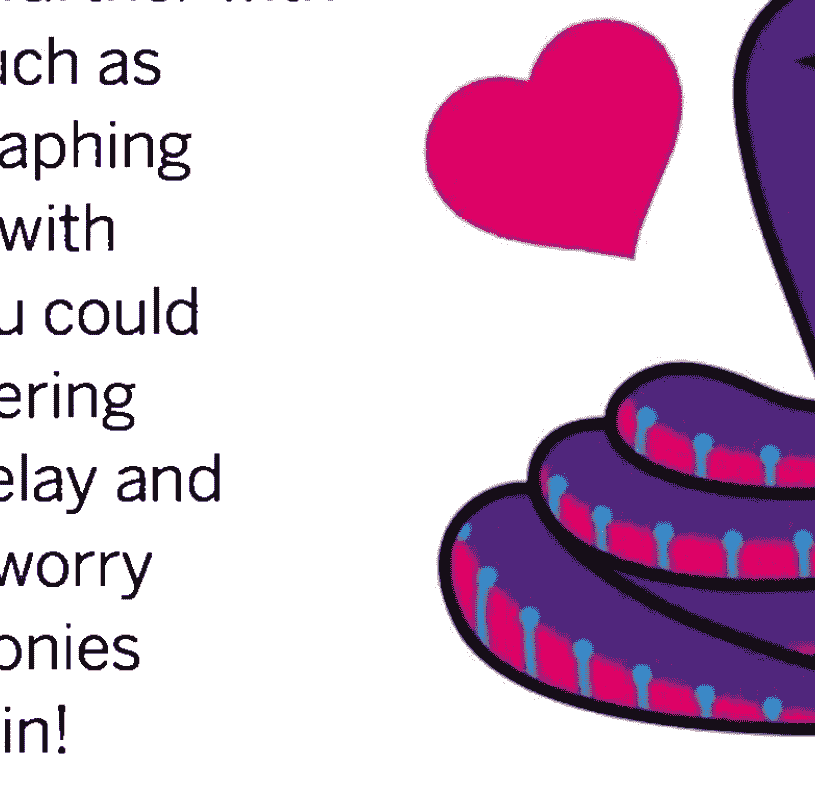 uch as
aphing
with
u could
ering
elay and
worry
onies
in!